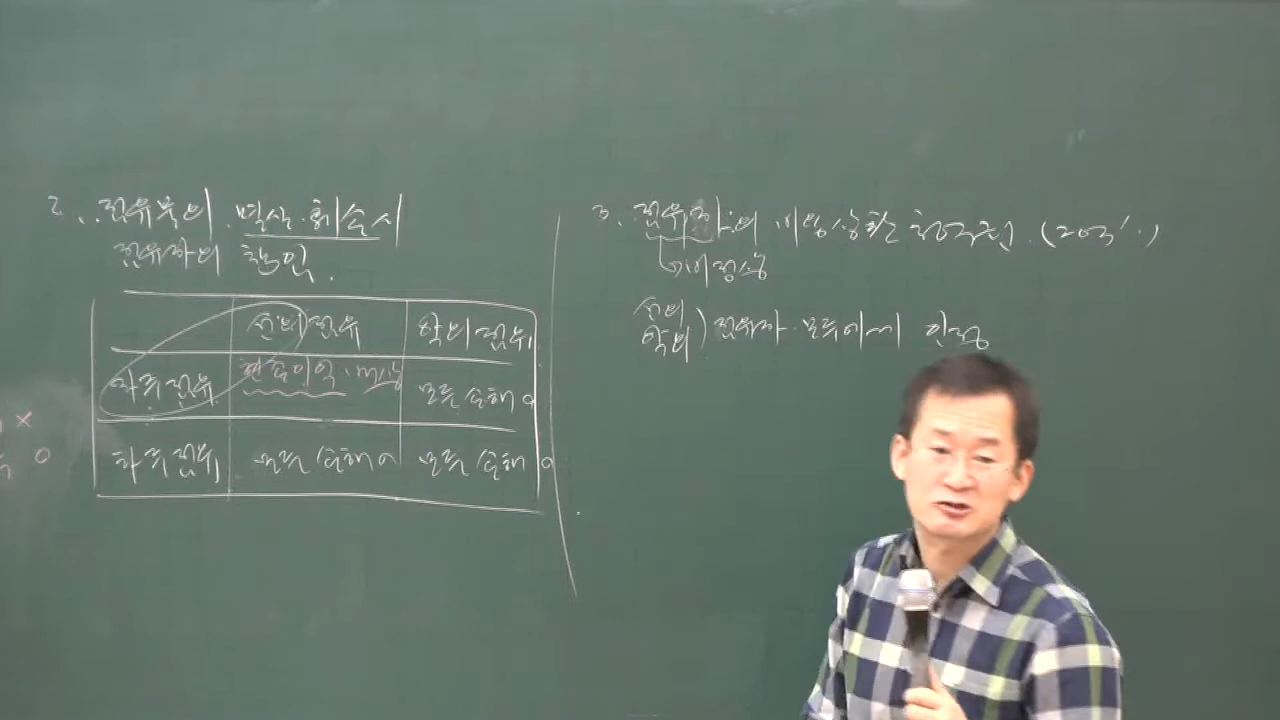 2. 점유물의 멸실·훼손시
점유자의 책임.
선의점유 악의점유
자주점유 현존이익·배상 모두손해 o
타주점유 모두손해 o 모두손해 o
x
o
3. 점유자의 비용상환청구권. (203조)
선의
악의 ) 점유자 모두에게 인정